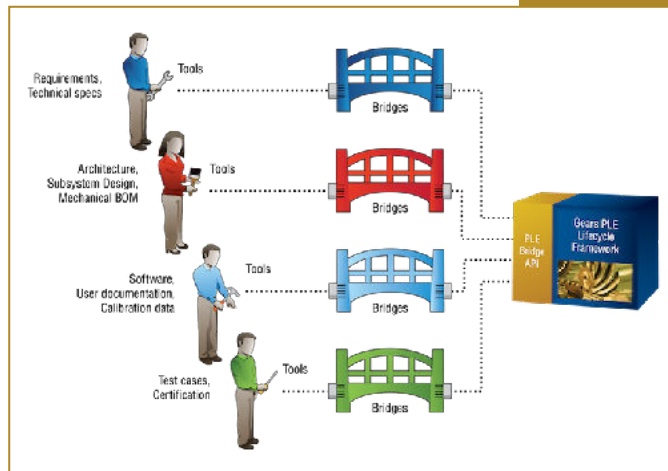 Requirements,
Technical specs
Tools
Bridges
Architecture,
Subsystem Design,
Mechanical BOM
Tools
Bridges
Software,
User documentation,
Calibration data
Tools
Bridges
Test cases,
Certification
Tools
Bridges
PLE
Bridge
API
Gears PLE
Lifecycle
Framework